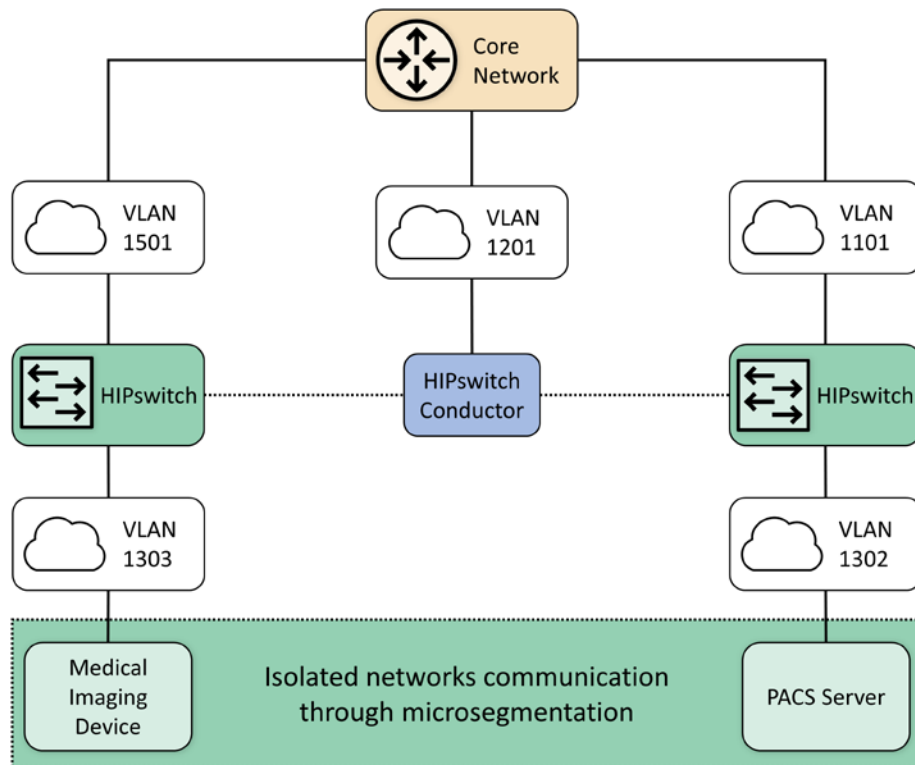 Core
Network
VLAN
1501
VLAN
1201
VLAN
1101
HIPswitch
HIPswitch
Conductor
HIPswitch
VLAN
1303
VLAN
1302
Medical
Imaging
Device
Isolated networks communication
through microsegmentation
PACS Server